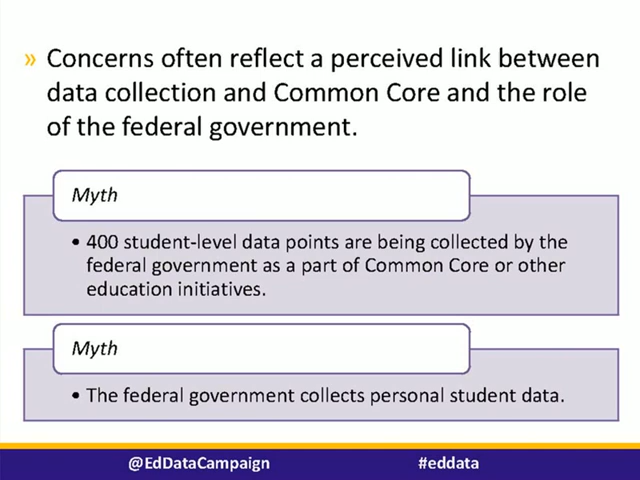 » Concerns often reflect a perceived link between
data collection and Common Core and the role
of the federal government.
Myth
• 400 student-level data points are being collected by the
federal government as a part of Common Core or other
education initiatives.
Myth
• The federal government collects personal student data.
@EdDataCampaign #eddata